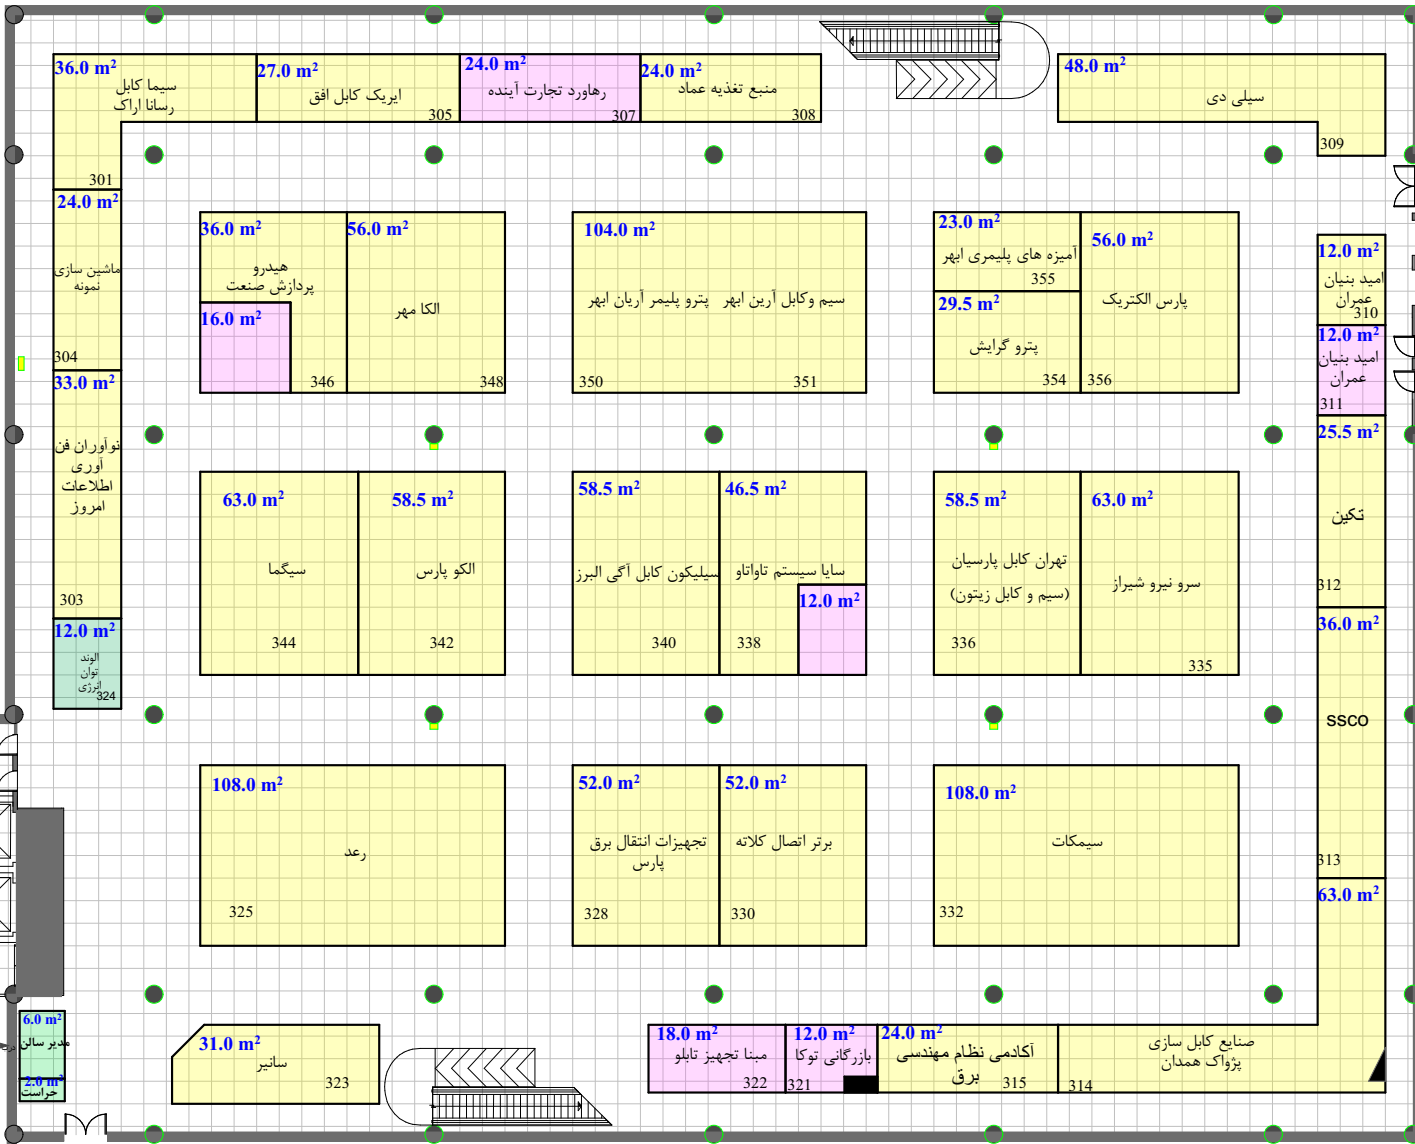 36.0 m²
سیما کابل
رسانا اراک
301
27.0 m²
ایریک کابل افق
305
24.0 m²
رهاورد تجارت آینده
307
24.0 m²
منبع تغذیه عماد
308
48.0 m²
سیلی دی
309
24.0 m²
ماشین سازی
نمونه
304
36.0 m²
هیدرو
پردازش صنعت
16.0 m²
346
56.0 m²
الکا مهر
348
104.0 m²
پترو پلیمر آریان ابهر
350
سیم وکابل آرین ابهر
351
23.0 m²
آمیزه های پلیمری ابهر
355
29.5 m²
پترو گرایش
354
56.0 m²
پارس الکتریک
356
12.0 m²
امید بنیان
عمران
310
12.0 m²
امید بنیان
عمران
311
33.0 m²
نوآوران فن
آوری
اطلاعات
امروز
303
63.0 m²
سیگما
344
58.5 m²
الکو پارس
342
58.5 m²
سیلیکون کابل آگی البرز
340
46.5 m²
سایا سیستم تاواتاو
338
12.0 m²
58.5 m²
تهران کابل پارسیان
(سیم و کابل زیتون)
336
63.0 m²
سرو نیرو شیراز
335
25.5 m²
تکین
312
12.0 m²
الوند
توان
انرژی
324
36.0 m²
ssco
313
108.0 m²
رعد
325
52.0 m²
تجهیزات انتقال برق
پارس
328
52.0 m²
برتر اتصال کلاته
330
108.0 m²
سیمکات
332
63.0 m²
صنایع کابل سازی
پژواک همدان
314
6.0 m²
مدیر سالن
2.0 m²
حراست
31.0 m²
سانیر
323
18.0 m²
مبنا تجهیز تابلو
322
12.0 m²
بازرگانی توکا
321
24.0 m²
آکادمی نظام مهندسی
برق
315